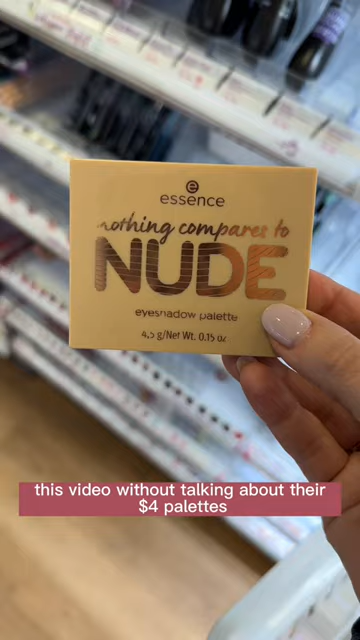 essence
nothing compares to
NUDE
eyeshadow palette
4,5 g/Net Wt. 0.15 oz
this video without talking about their
$4 palettes